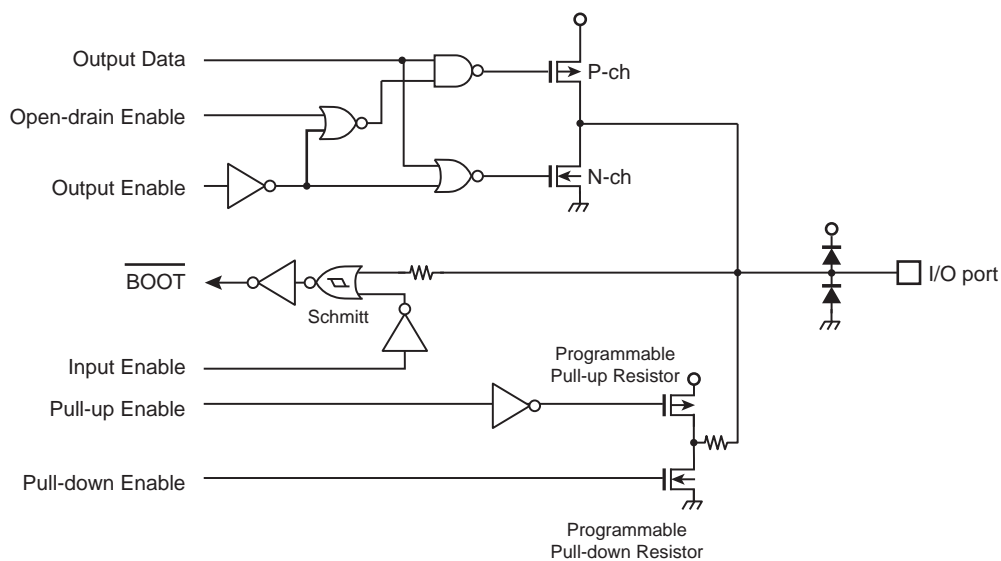 Output Data
P-ch
Open-drain Enable
Output Enable
N-ch
BOOT
Schmitt
I/O port
Input Enable
Programmable
Pull-up Resistor
Pull-up Enable
Pull-down Enable
Programmable
Pull-down Resistor